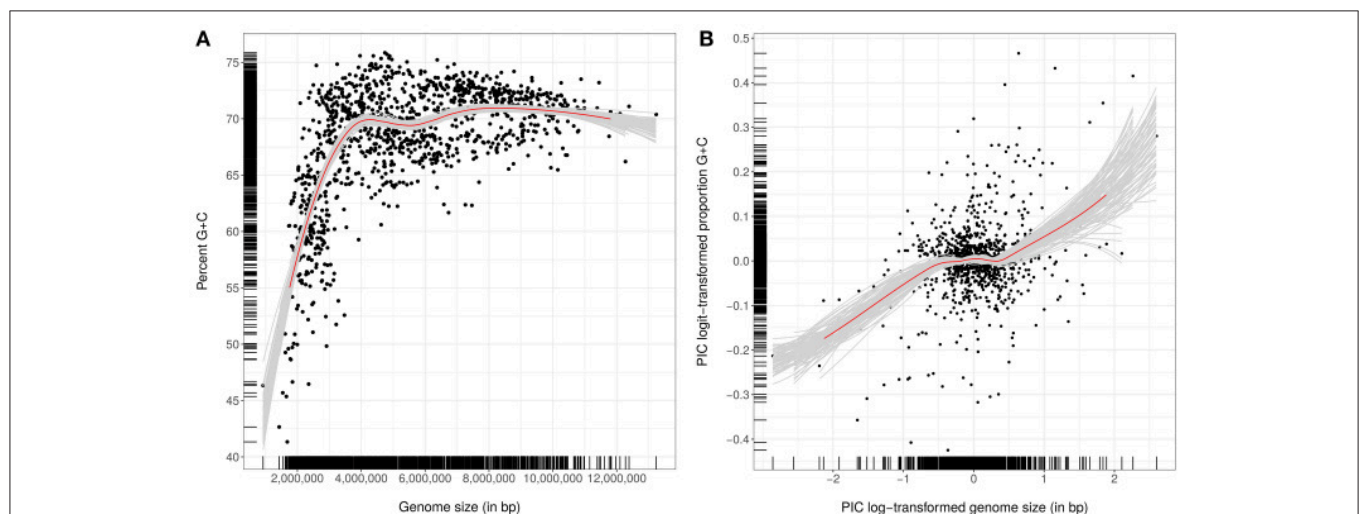 A
75
70
65
60
55
50
45
40
Percent G+C
2,000,000 4,000,000 6,000,000 8,000,000 10,000,000 12,000,000
Genome size (in bp)
B
0.5
0.4
0.3
0.2
0.1
0.0
−0.1
−0.2
−0.3
−0.4
PIC logit−transformed proportion G+C
−2 −1 0 1 2
PIC log−transformed genome size (in bp)